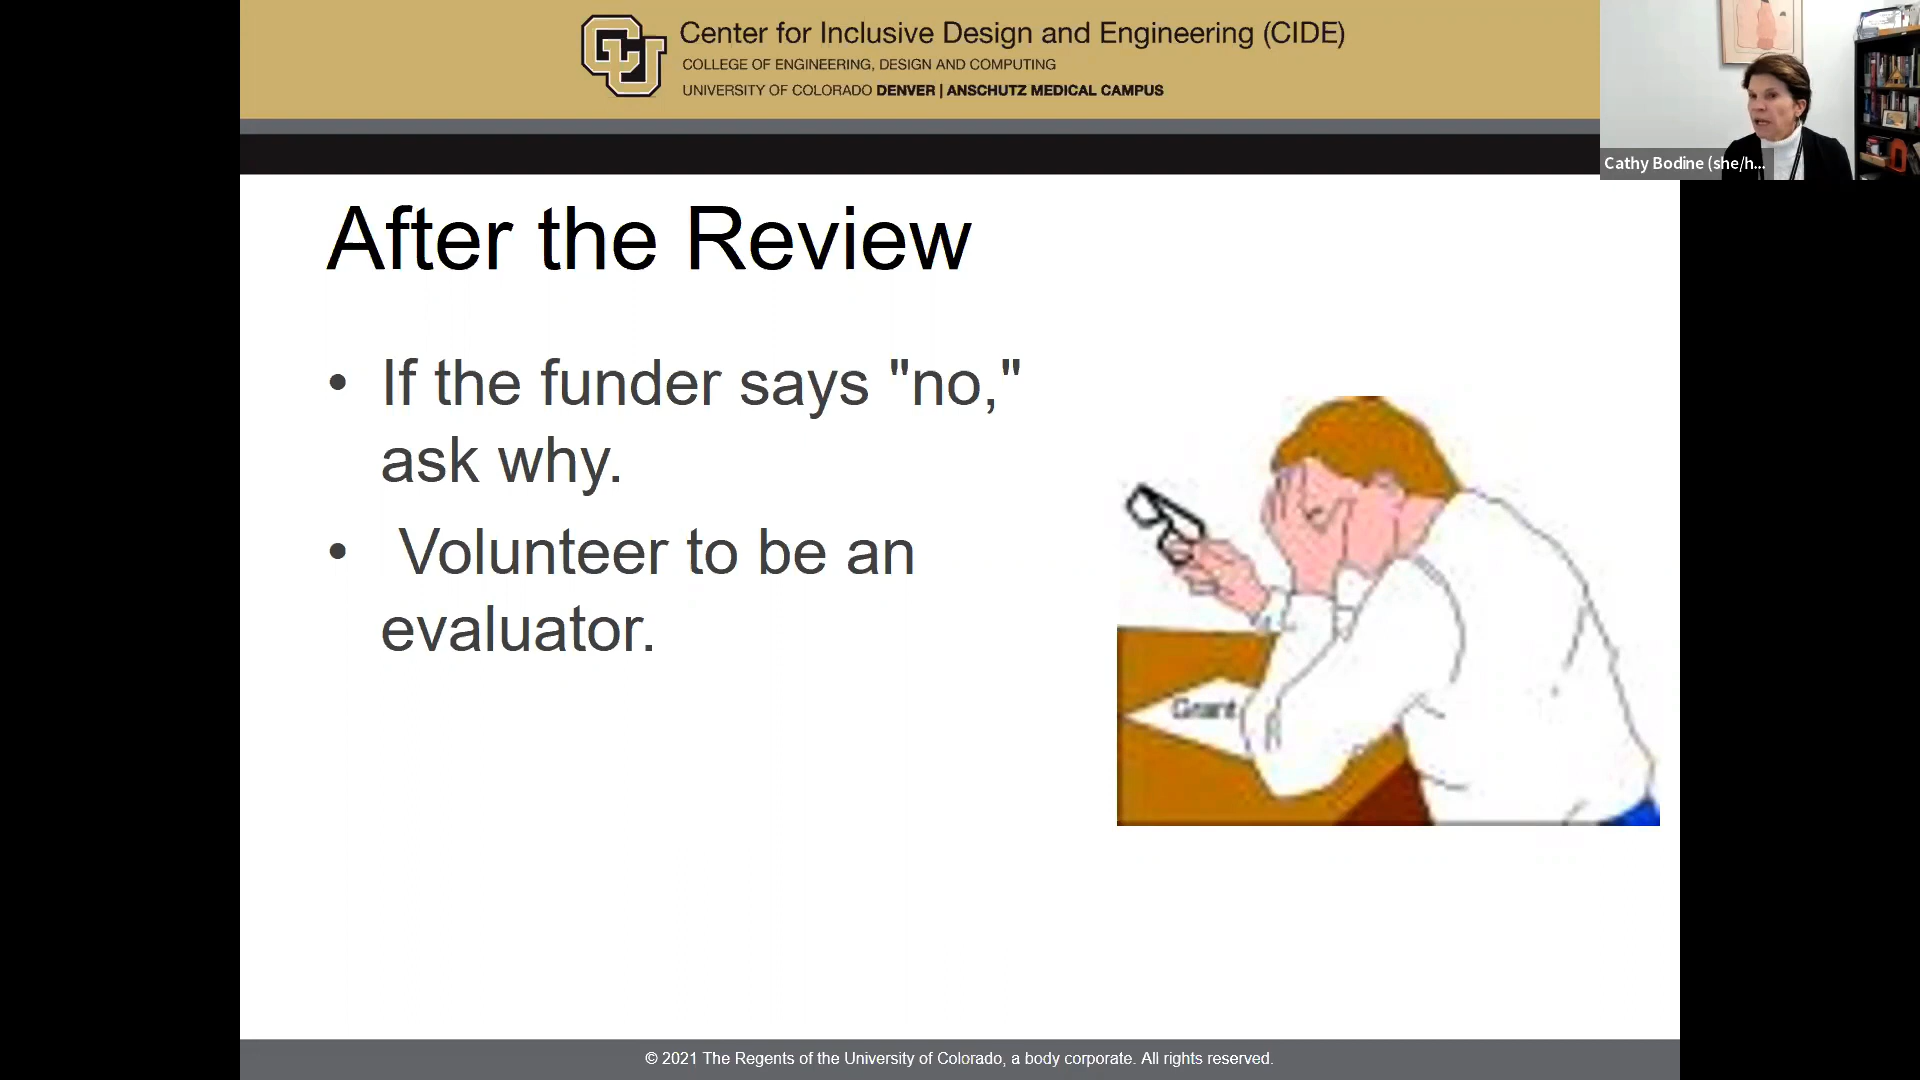 Center for Inclusive Design and Engineering (CIDE)
COLLEGE OF ENGINEERING, DESIGN AND COMPUTING
UNIVERSITY OF COLORADO DENVER | ANSCHUTZ MEDICAL CAMPUS
Cathy Bodine (she/h...
After the Review
• If the funder says "no,"
ask why.
• Volunteer to be an
evaluator.
Grant
© 2021 The Regents of the University of Colorado, a body corporate. All rights reserved.